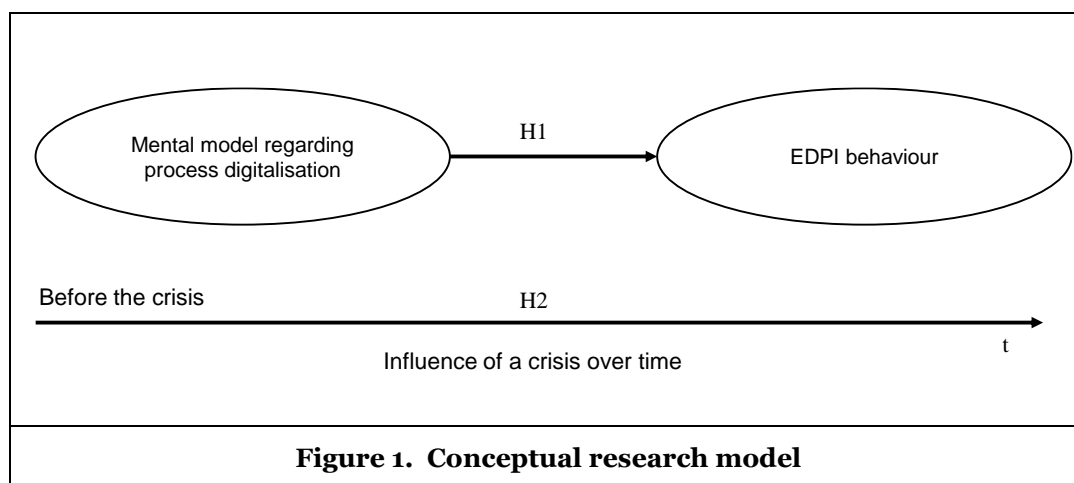 H1
Mental model regarding
process digitalisation
EDPI behaviour
Before the crisis
H2
t
Influence of a crisis over time
Figure 1. Conceptual research model